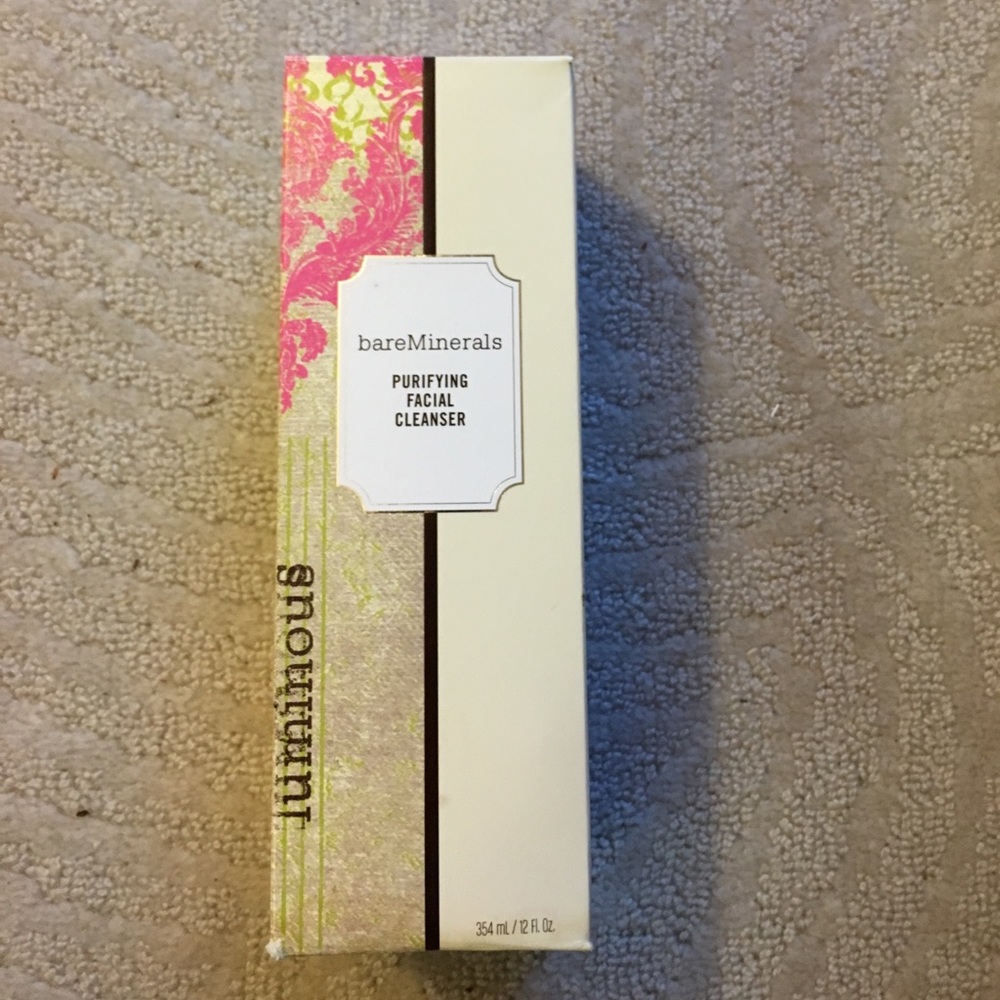 bareMinerals
PURIFYING
FACIAL
CLEANSER
luminous
354 mL / 12 Fl. Oz.